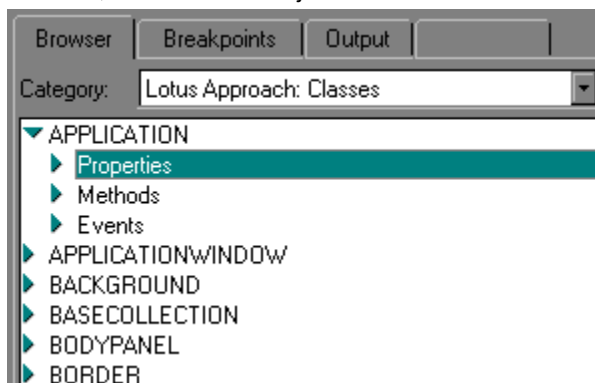 Browser Breakpoints Output
Category: Lotus Approach: Classes
APPLICATION
Properties
Methods
Events
APPLICATIONWINDOW
BACKGROUND
BASECOLLECTION
BODYPANEL
BORDER